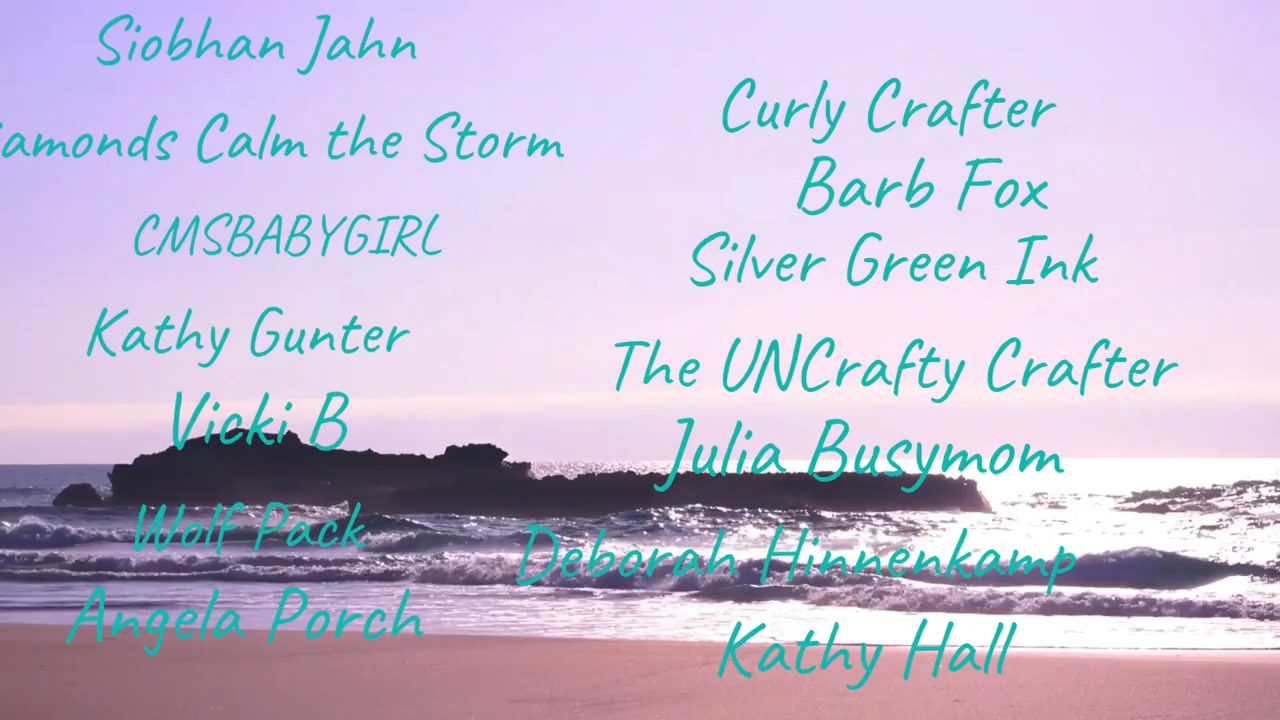 Siobhan Jahn
amonds Calm the Storm
CMSBABYGIRL
Kathy Gunter
Vicki B
Wolf Pack
Angela Porch
Curly Crafter
Barb Fox
Silver Green Ink
The UNCrafty Crafter
Julia Busymom
Deborah Hinnenkamp
Kathy Hall